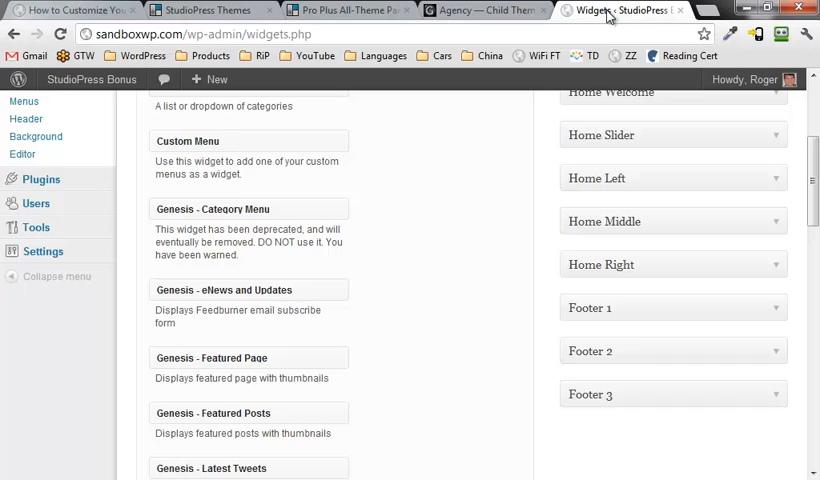 How to Customize You
StudioPress Themes
Pro Plus All-Theme Pa
Agency — Child Them
Widgets ‹ StudioPress B
sandboxwp.com/wp-admin/widgets.php
Gmail
GTW
WordPress
Products
RiP
YouTube
Languages
Cars
China
WiFi FT
TD
ZZ
Reading Cert
StudioPress Bonus
+ New
Howdy, Roger
Menus
Header
Background
Editor
Plugins
Users
Tools
Settings
Collapse menu
A list or dropdown of categories
Custom Menu
Use this widget to add one of your custom
menus as a widget.
Genesis - Category Menu
This widget has been deprecated, and will
eventually be removed. DO NOT use it. You
have been warned.
Genesis - eNews and Updates
Displays Feedburner email subscribe
form
Genesis - Featured Page
Displays featured page with thumbnails
Genesis - Featured Posts
Displays featured posts with thumbnails
Genesis - Latest Tweets
Home Welcome
Home Slider
Home Left
Home Middle
Home Right
Footer 1
Footer 2
Footer 3